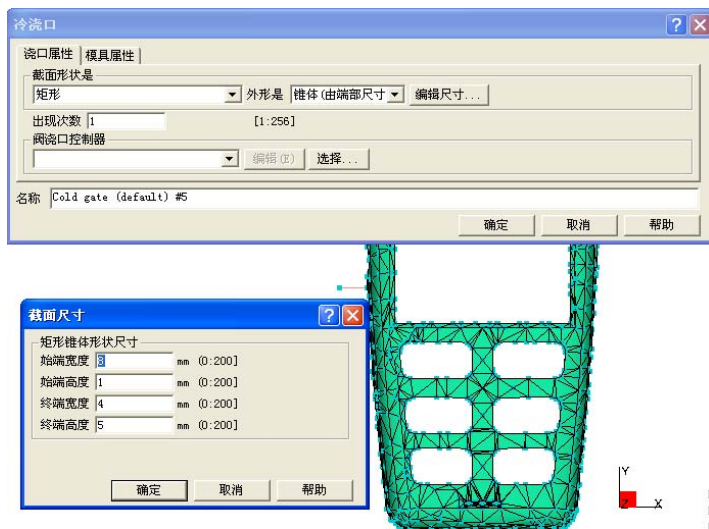 冷浇口
浇口属性 模具属性
截面形状是
矩形 外形是 锥体(由端部尺寸 编辑尺寸...
出现次数 1 [1:256]
阀浇口控制器
编辑(E) 选择...
名称 Cold gate (default) #5
确定 取消 帮助
截面尺寸
矩形锥体形状尺寸
始端宽度 8 mm (0:200]
始端高度 1 mm (0:200]
终端宽度 4 mm (0:200]
终端高度 5 mm (0:200]
确定 取消 帮助
Y
Z X